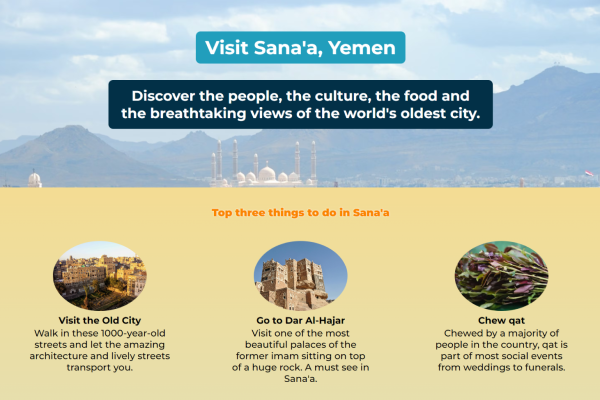 Visit Sana'a, Yemen
Discover the people, the culture, the food and
the breathtaking views of the world's oldest city.
Top three things to do in Sana'a
Visit the Old City
Walk in these 1000-year-old
streets and let the amazing
architecture and lively streets
transport you.
Go to Dar Al-Hajar
Visit one of the most
beautiful palaces of the
former imam sitting on top
of a huge rock. A must see in
Sana'a.
Chew qat
Chewed by a majority of
people in the country, qat is
part of most social events
from weddings to funerals.